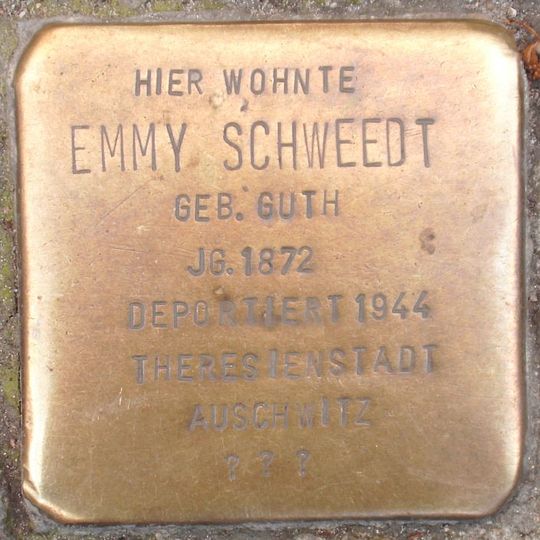 HIER WOHNTE
EMMY SCHWEEDT
GEB. GUTH
JG. 1872
DEPORTIERT 1944
THERESIENSTADT
AUSCHWITZ
? ? ?